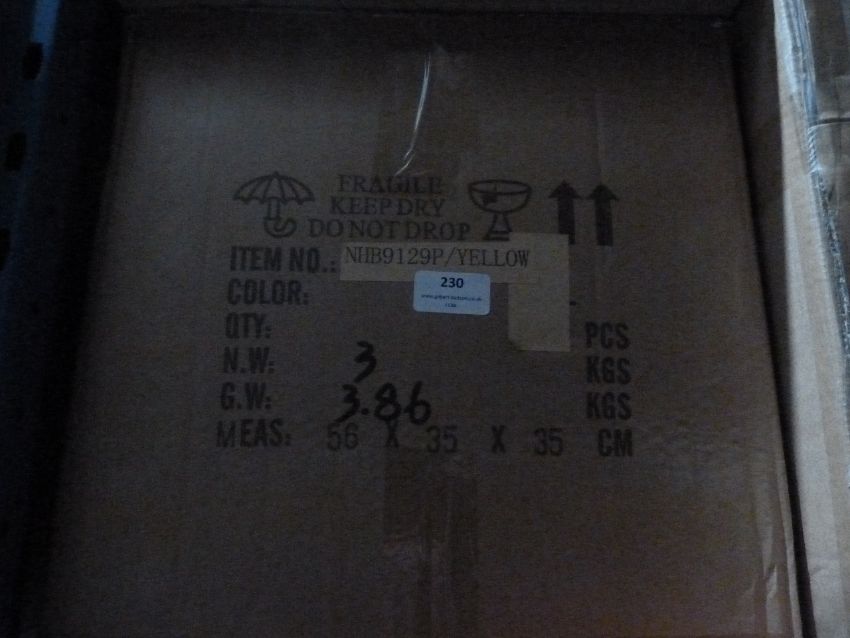 FRAGILE
KEEP DRY
DO NOT DROP
ITEM NO.: NHB9129P/YELLOW
COLOR:
230
QTY: PCS
N.W: 3 KGS
G.W: 3.86 KGS
MEAS: 56 X 35 X 35 CM